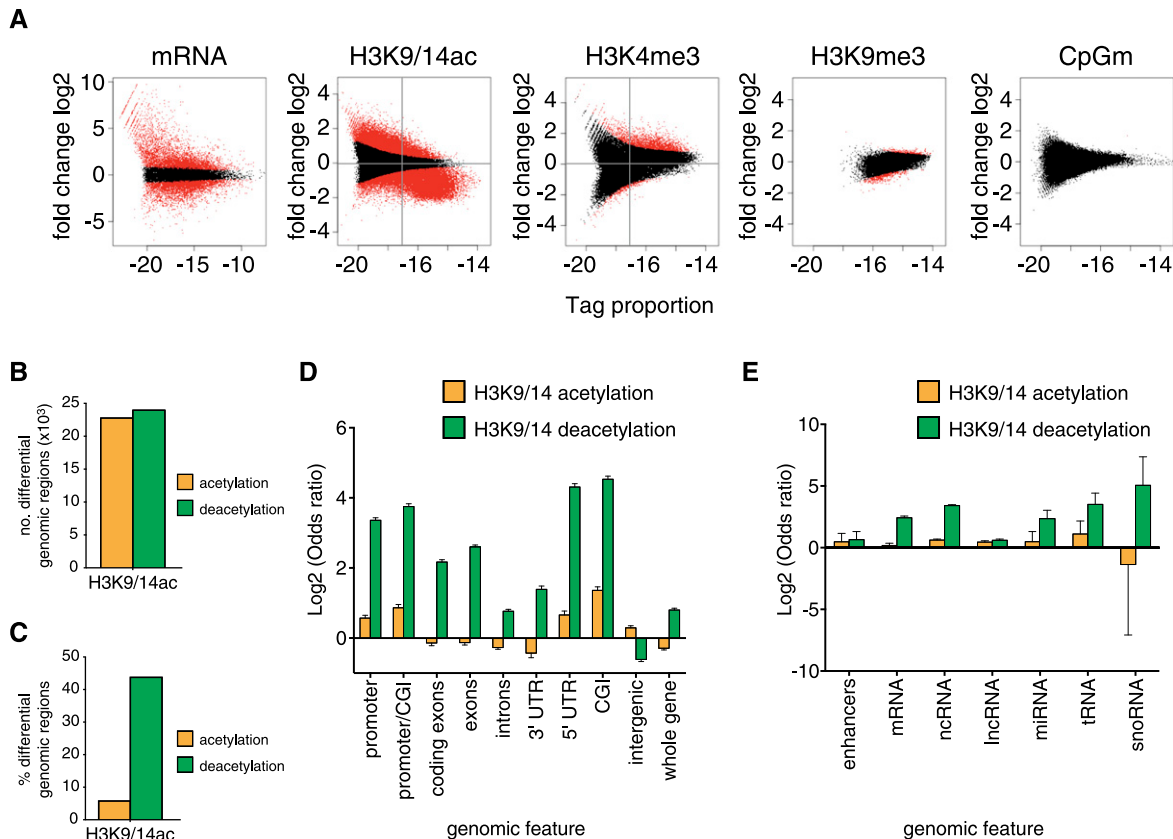 A
mRNA
H3K9/14ac
H3K4me3
H3K9me3
CpGm
fold change log2
10
5
0
-5
-20 -15 -10
fold change log2
4
2
0
-2
-4
-20 -16 -14
fold change log2
4
2
0
-2
-4
-20 -16 -14
fold change log2
4
2
0
-2
-4
-20 -16 -14
fold change log2
4
2
0
-2
-4
-20 -16 -14
Tag proportion
B
no. differential
genomic regions (x10³)
25
20
15
10
5
0
H3K9/14ac
acetylation
deacetylation
C
% differential
genomic regions
50
40
30
20
10
0
H3K9/14ac
acetylation
deacetylation
D
H3K9/14 acetylation
H3K9/14 deacetylation
Log2 (Odds ratio)
6
4
2
0
promoter
promoter/CGI
coding exons
exons
introns
3' UTR
5' UTR
CGI
intergenic
whole gene
genomic feature
E
H3K9/14 acetylation
H3K9/14 deacetylation
Log2 (Odds ratio)
10
5
0
-5
-10
enhancers
mRNA
ncRNA
lncRNA
miRNA
tRNA
snoRNA
genomic feature